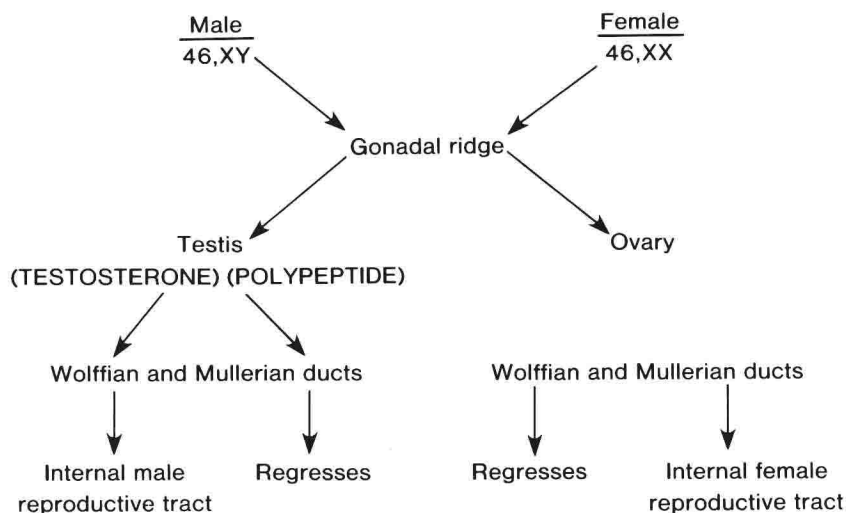 Male
46,XY
Female
46,XX
Gonadal ridge
Testis
(TESTOSTERONE) (POLYPEPTIDE)
Ovary
Wolffian and Mullerian ducts
Wolffian and Mullerian ducts
Internal male
reproductive tract
Regresses
Regresses
Internal female
reproductive tract